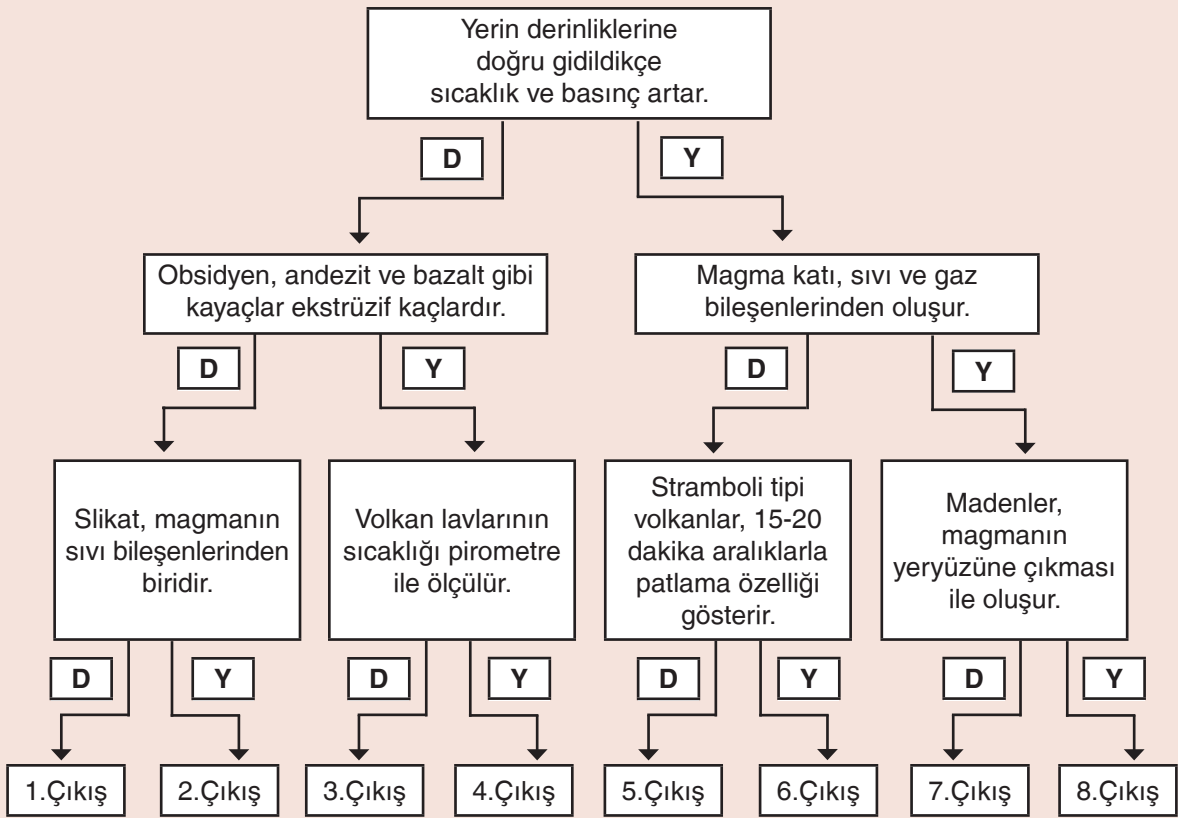 Yerin derinliklerine
doğru gidildikçe
sıcaklık ve basınç artar.
D
Y
Obsidyen, andezit ve bazalt gibi
kayaçlar ekstrüzif kaçlardır.
Magma katı, sıvı ve gaz
bileşenlerinden oluşur.
D
Y
D
Y
Slikat, magmanın
sıvı bileşenlerinden
biridir.
Volkan lavlarının
sıcaklığı pirometre
ile ölçülür.
Stramboli tipi
volkanlar, 15-20
dakika aralıklarla
patlama özelliği
gösterir.
Madenler,
magmanın
yeryüzüne çıkması
ile oluşur.
D
Y
D
Y
D
Y
D
Y
1.Çıkış
2.Çıkış
3.Çıkış
4.Çıkış
5.Çıkış
6.Çıkış
7.Çıkış
8.Çıkış